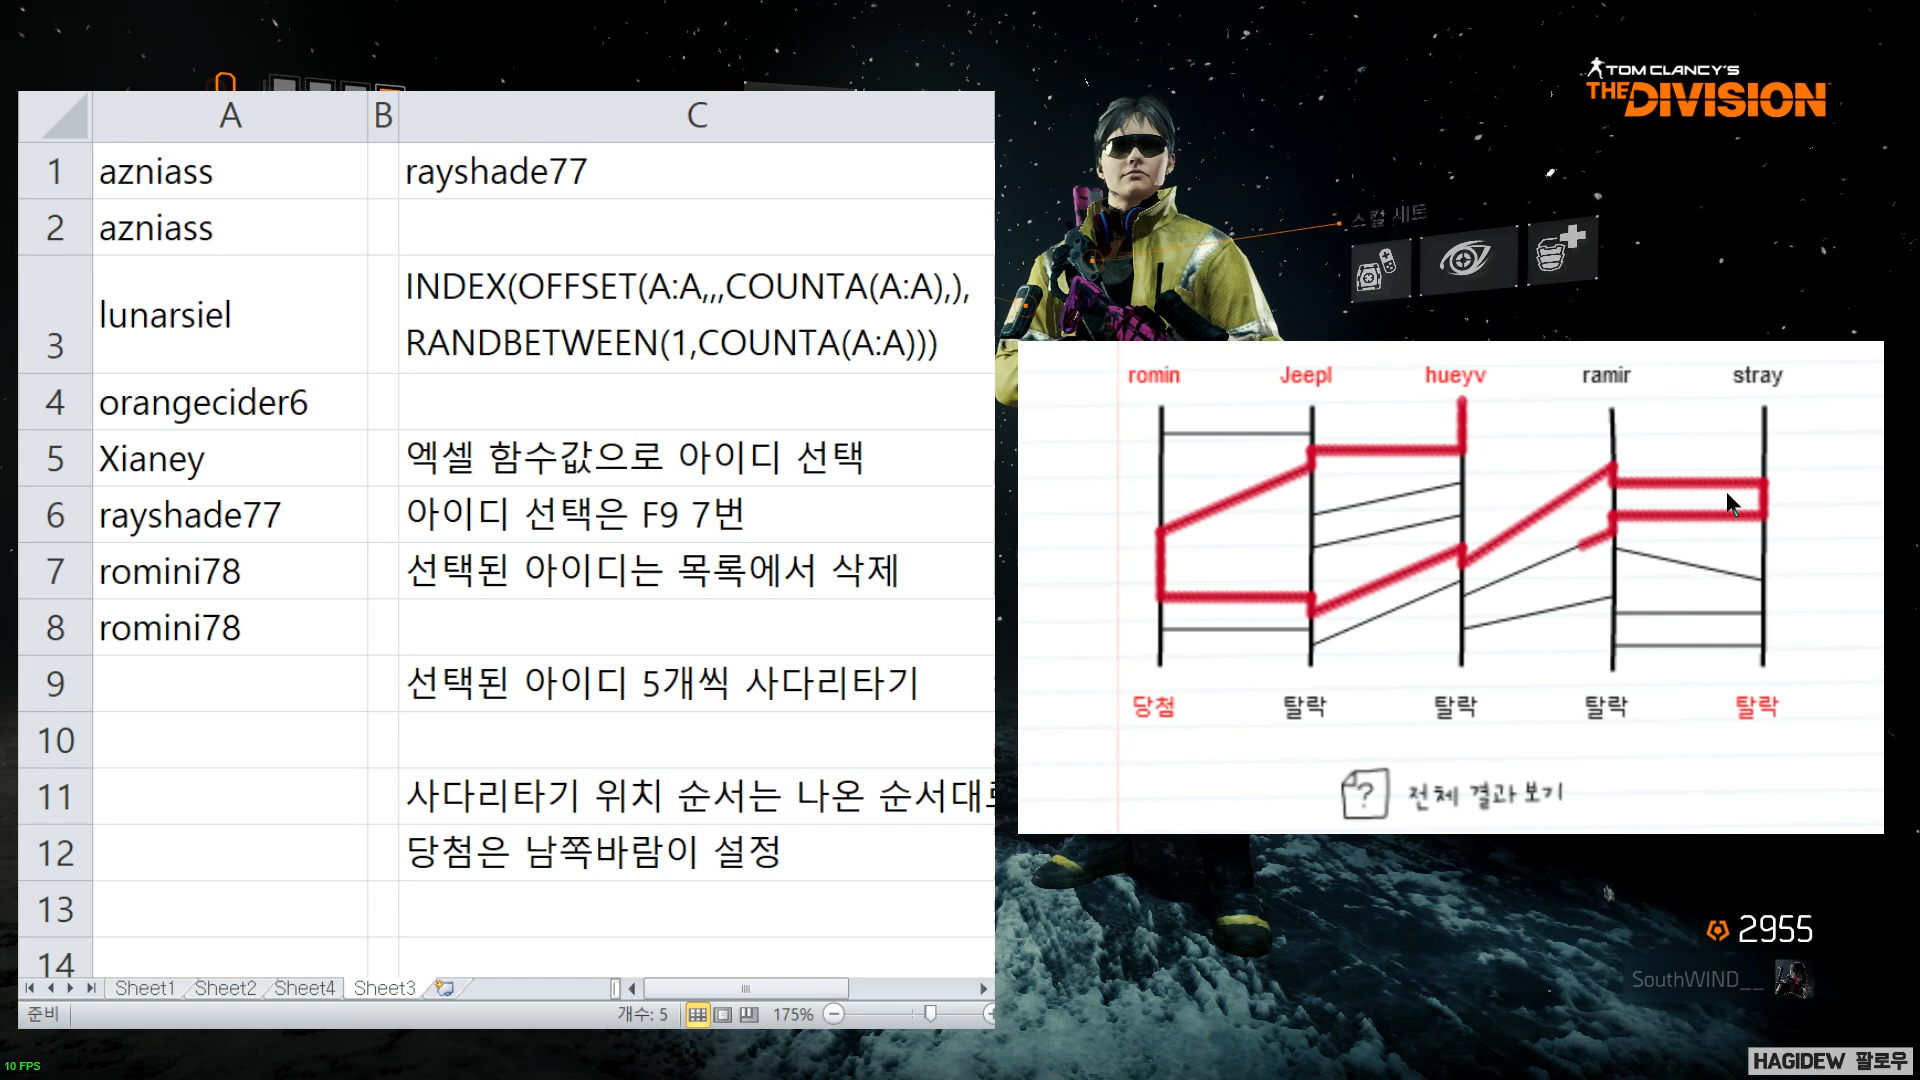 TOM CLANCY'S
THE DIVISION
A B C
1 azniass rayshade77
2 azniass
3 lunarsiel INDEX(OFFSET(A:A,,,COUNTA(A:A),),
RANDBETWEEN(1,COUNTA(A:A)))
4 orangecider6
5 Xianey 엑셀 함수값으로 아이디 선택
6 rayshade77 아이디 선택은 F9 7번
7 romini78 선택된 아이디는 목록에서 삭제
8 romini78
9 선택된 아이디 5개씩 사다리타기
10
11 사다리타기 위치 순서는 나온 순서대로
12 당첨은 남쪽바람이 설정
13
14
Sheet1 Sheet2 Sheet4 Sheet3
준비 개수: 5 175%
스킬 세트
romin Jeepl hueyv ramir stray
당첨 탈락 탈락 탈락 탈락
? 전체 결과 보기
2955
SouthWIND__
10 FPS
HAGIDEW 팔로우